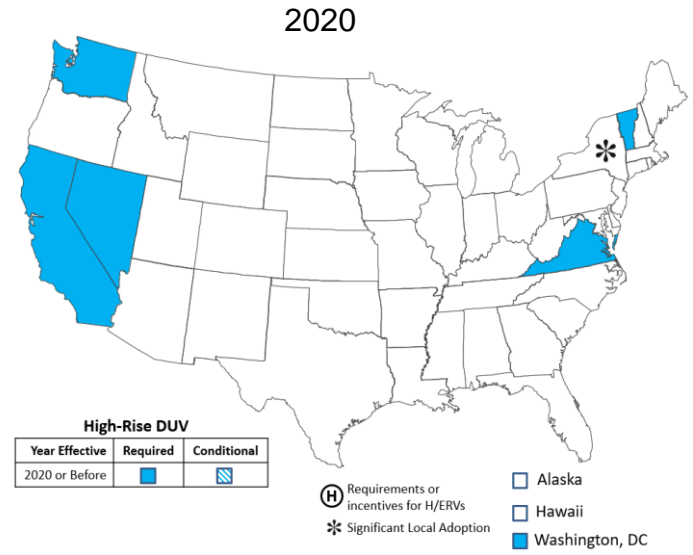 2020
High-Rise DUV
Year Effective Required Conditional
2020 or Before
H Requirements or
incentives for H/ERVs
* Significant Local Adoption
Alaska
Hawaii
Washington, DC